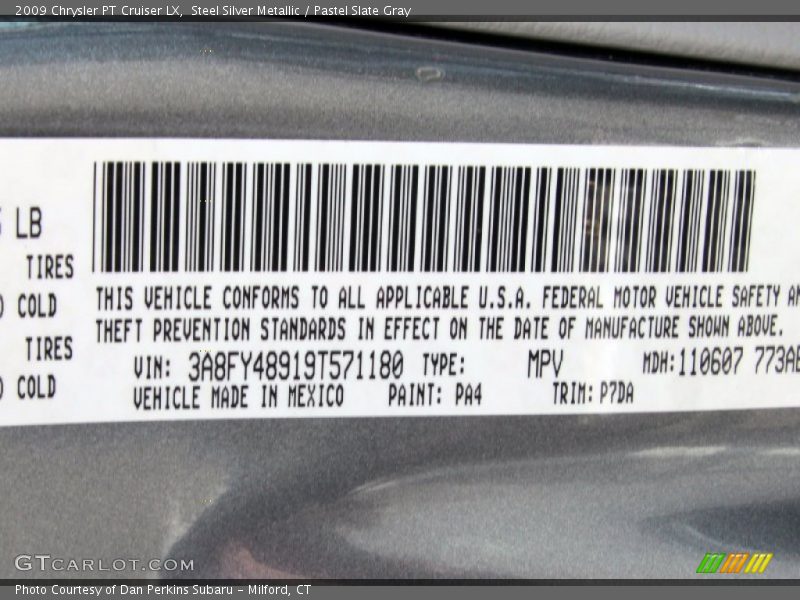 2009 Chrysler PT Cruiser LX, Steel Silver Metallic / Pastel Slate Gray
LB
TIRES
COLD
TIRES
COLD
THIS VEHICLE CONFORMS TO ALL APPLICABLE U.S.A. FEDERAL MOTOR VEHICLE SAFETY
THEFT PREVENTION STANDARDS IN EFFECT ON THE DATE OF MANUFACTURE SHOWN ABOVE.
VIN: 3A8FY48919T571180 TYPE: MPV MDH:110607 773AE
VEHICLE MADE IN MEXICO PAINT: PA4 TRIM: P7DA
GTCARLOT.COM
Photo Courtesy of Dan Perkins Subaru - Milford, CT